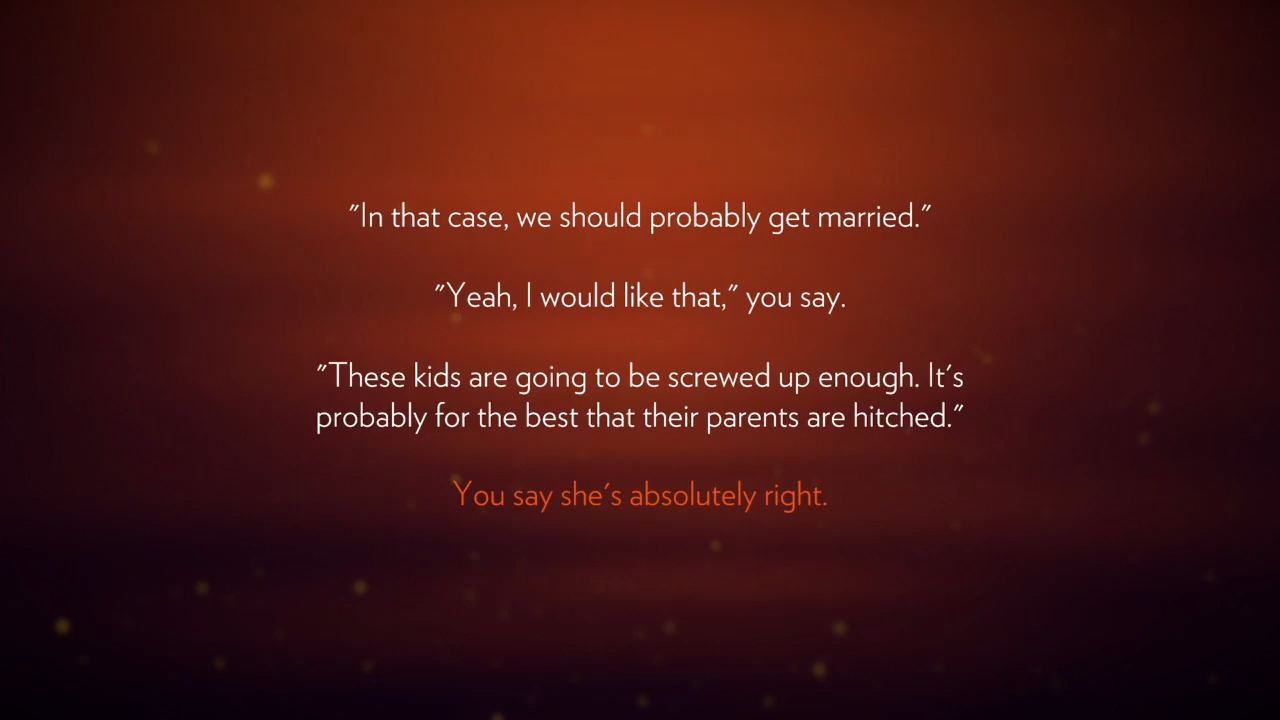 "In that case, we should probably get married."
"Yeah, I would like that," you say.
"These kids are going to be screwed up enough. It's
probably for the best that their parents are hitched."
You say she's absolutely right.